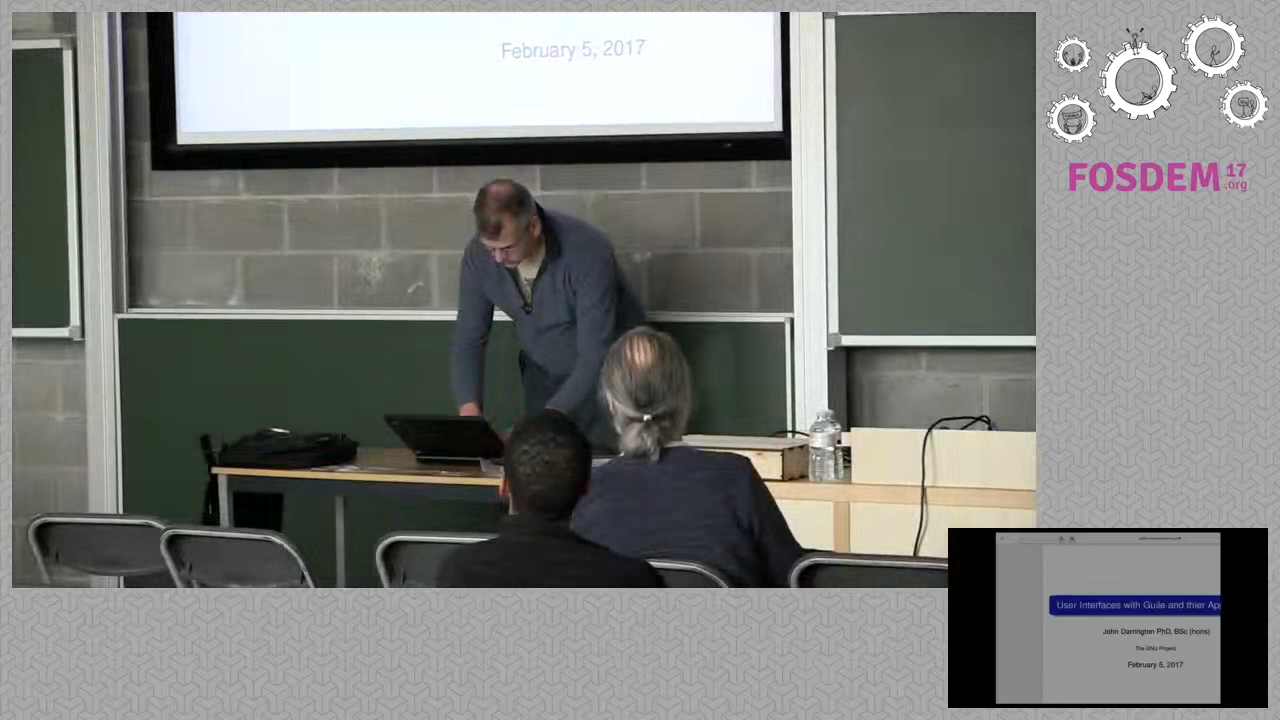 February 5, 2017
FOSDEM 17 .org
User Interfaces with Guile and thier Ap
John Darrington PhD, BSc (hons)
The GNU Project
February 5, 2017